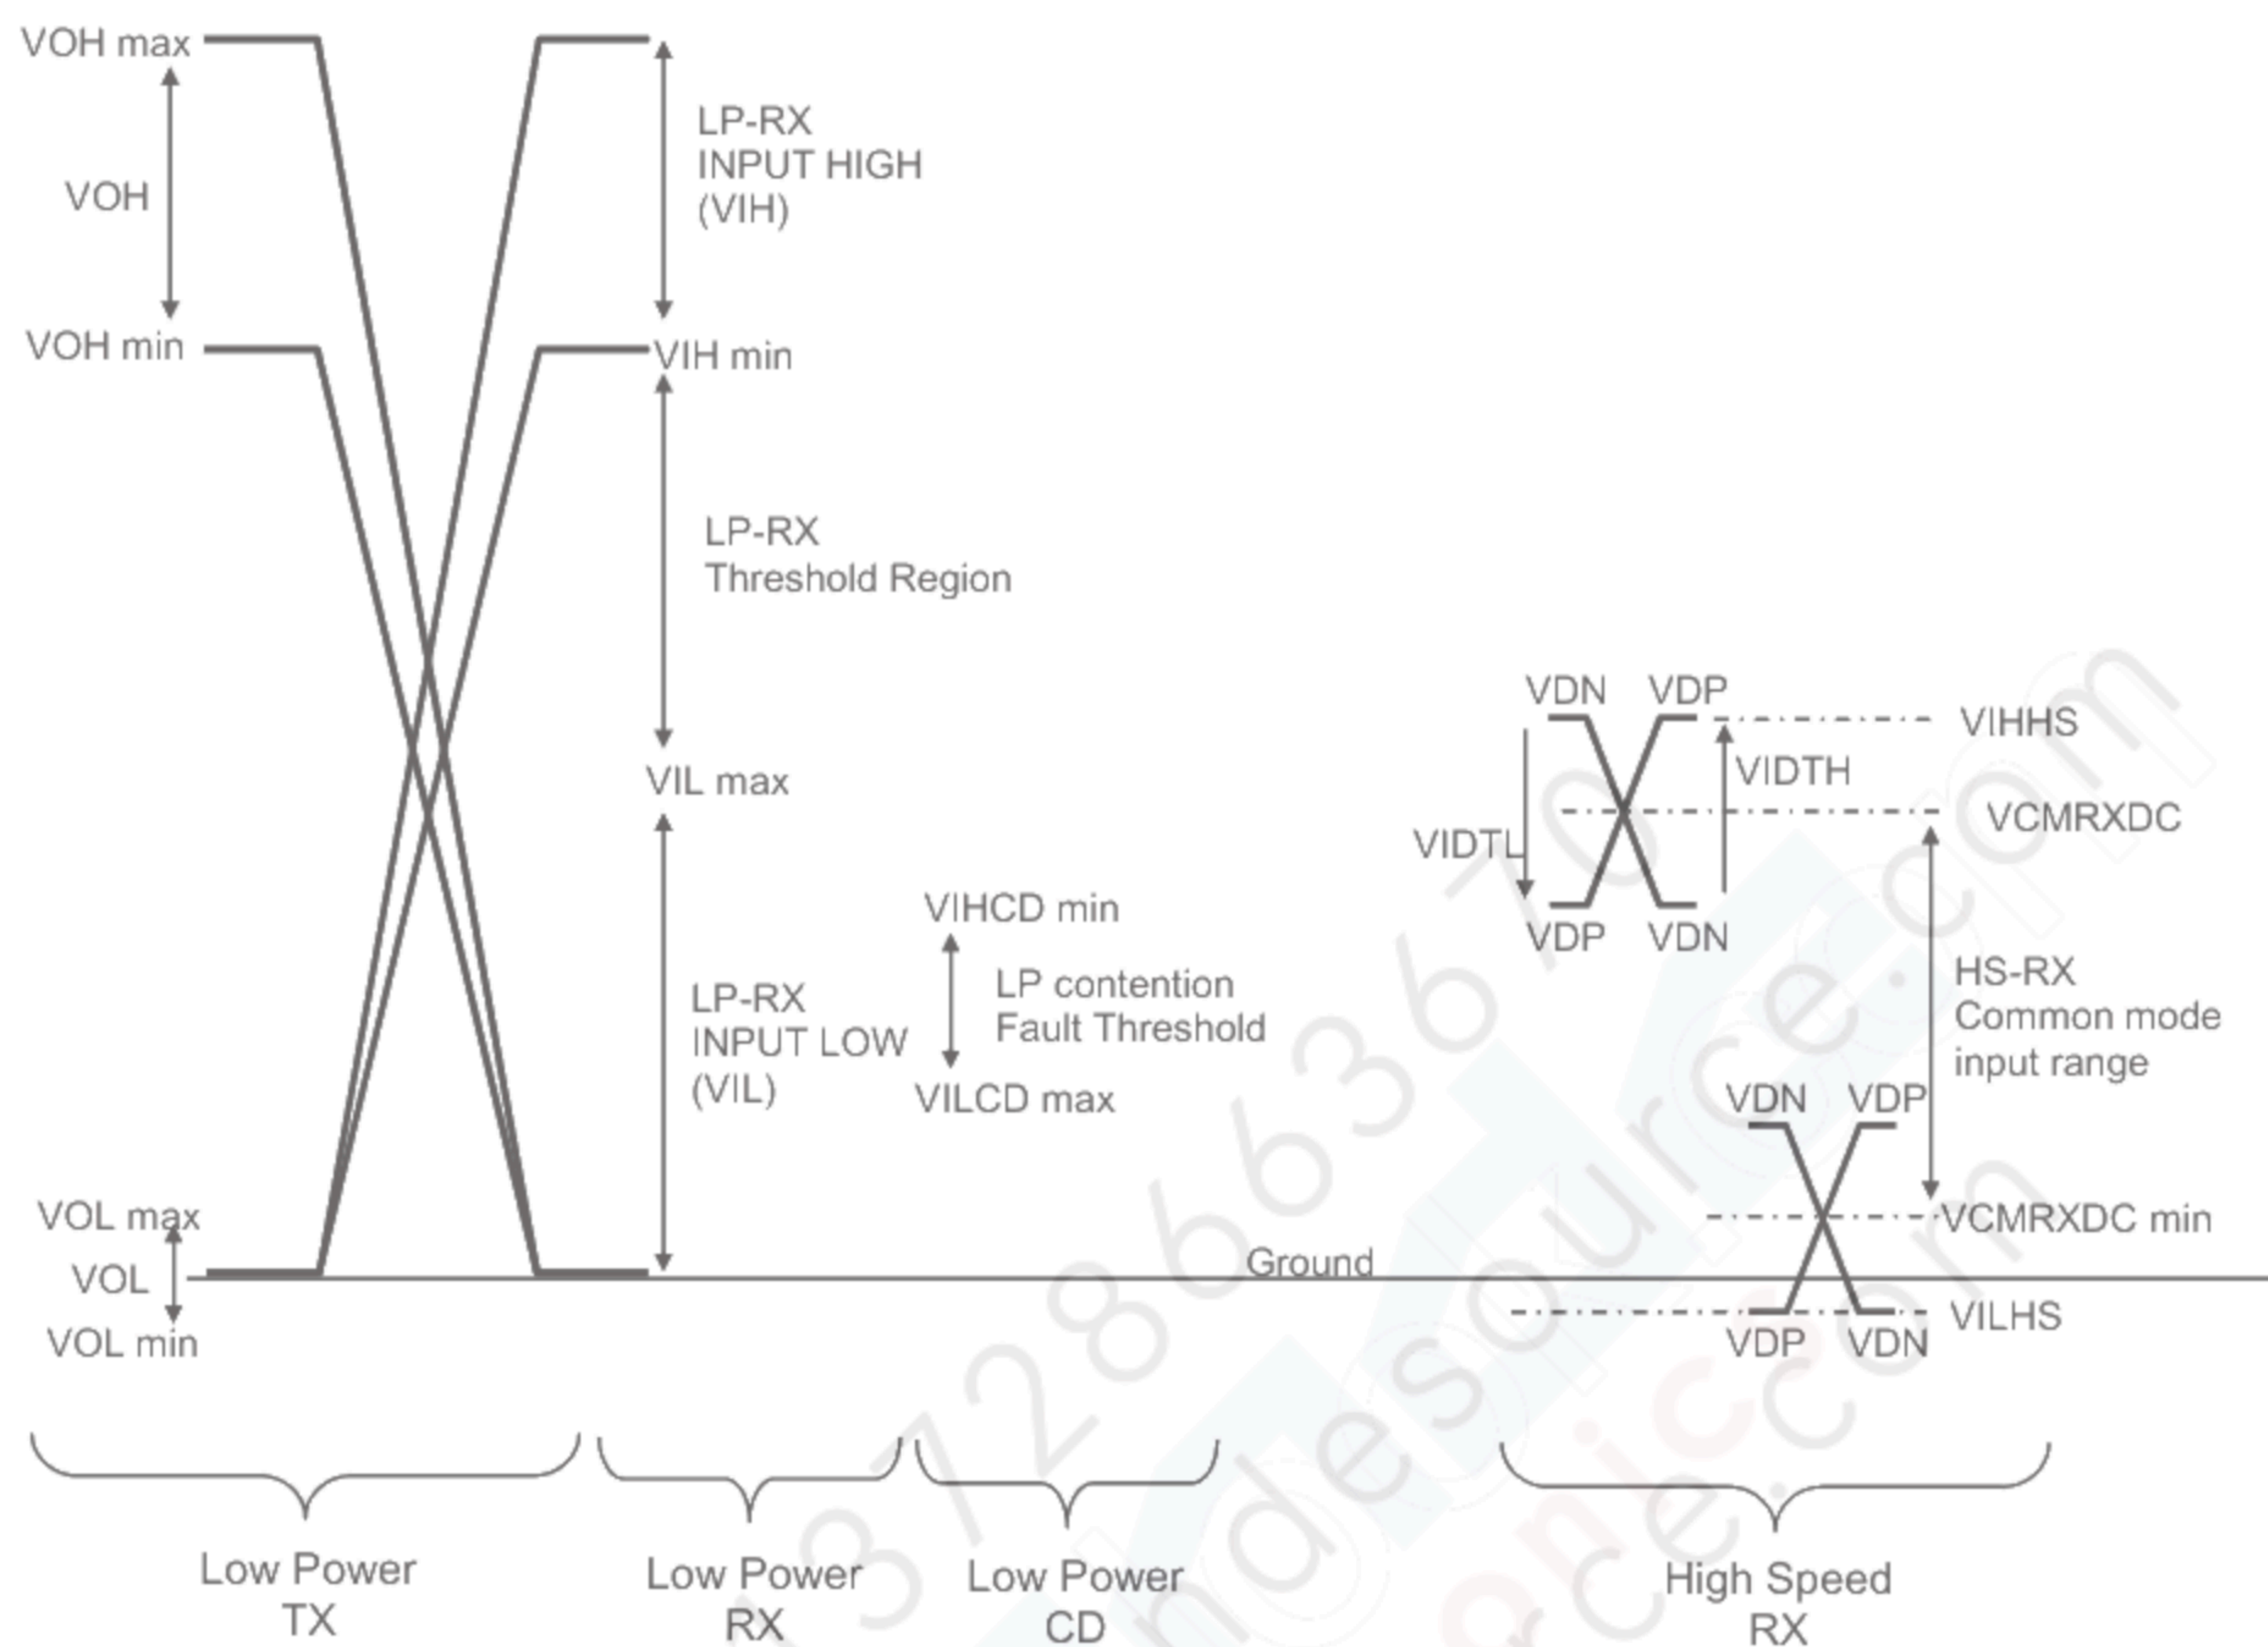 VOH max
VOH
VOH min
LP-RX
INPUT HIGH
(VIH)
VIH min
LP-RX
Threshold Region
VIL max
LP-RX
INPUT LOW
(VIL)
VIHCD min
LP contention
Fault Threshold
VILCD max
VOL max
VOL
VOL min
Ground
VDN VDP
VIHHS
VIDTH
VCMRXDC
VIDTL
VDP VDN
HS-RX
Common mode
input range
VDN VDP
VCMRXDC min
VILHS
VDP VDN
Low Power
TX
Low Power
RX
Low Power
CD
High Speed
RX